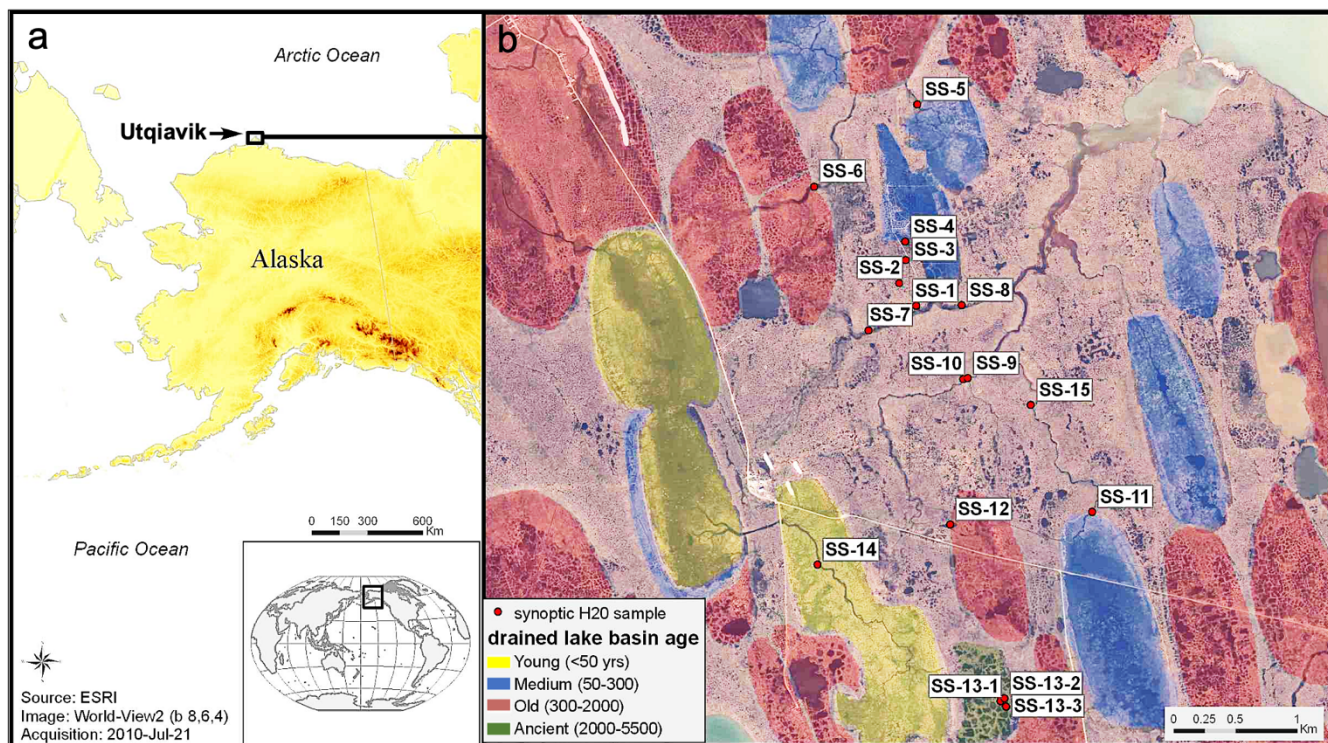 a
Arctic Ocean
Utqiavik
Alaska
0 150 300 600
Km
Pacific Ocean
Source: ESRI
Image: World-View2 (b 8,6,4)
Acquisition: 2010-Jul-21
b
SS-5
SS-6
SS-4
SS-3
SS-2
SS-1
SS-8
SS-7
SS-10
SS-9
SS-15
SS-11
SS-12
SS-14
SS-13-1
SS-13-2
SS-13-3
synoptic H20 sample
drained lake basin age
Young (<50 yrs)
Medium (50-300)
Old (300-2000)
Ancient (2000-5500)
0 0.25 0.5 1
Km